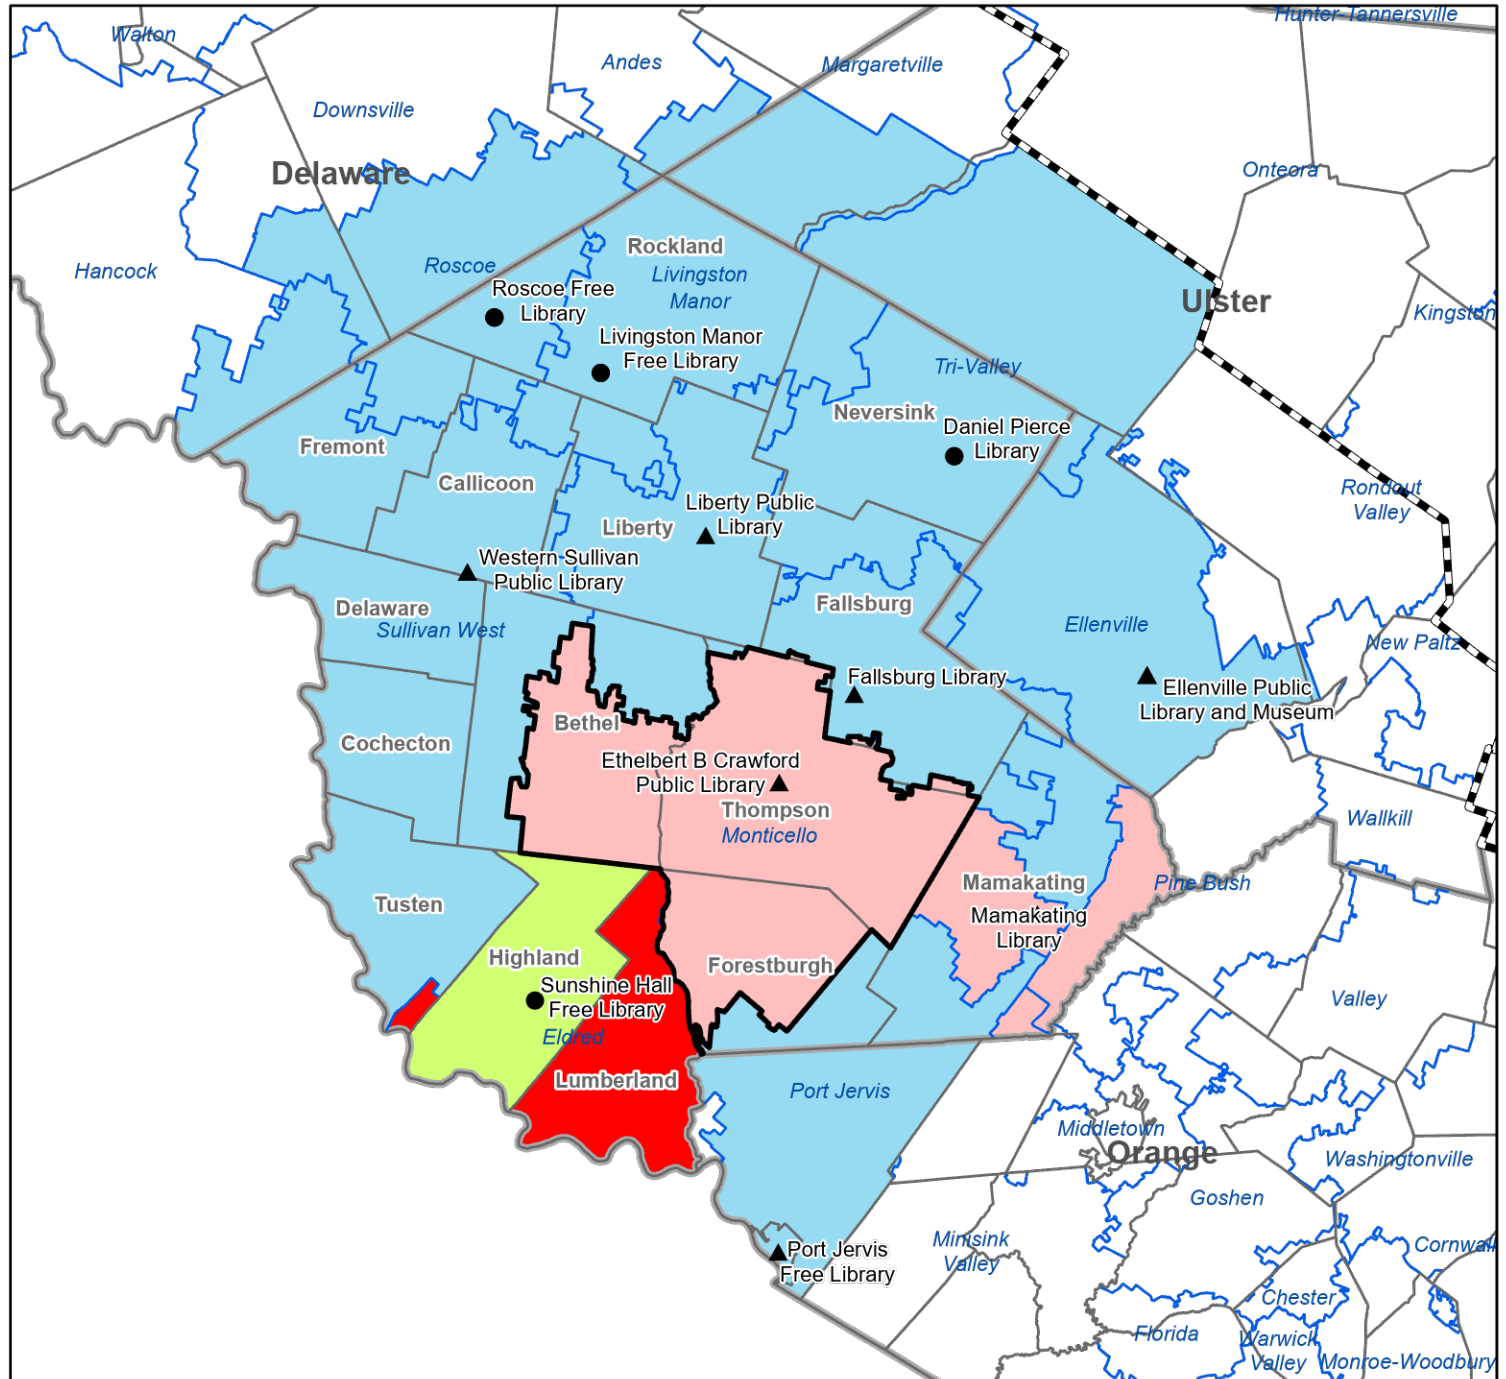 Hunter-Tannersville
Walton
Andes
Margaretville
Downsville
Delaware
Onteora
Rockland
Roscoe
Hancock
Livingston
Manor
Roscoe Free
Library
Ulster
Kingston
Livingston Manor
Free Library
Tri-Valley
Neversink
Daniel Pierce
Library
Fremont
Callicoon
Rondout
Valley
Liberty Public
Library
Liberty
Western Sullivan
Public Library
Delaware
Sullivan West
Fallsburg
Ellenville
New Paltz
Fallsburg Library
Ellenville Public
Library and Museum
Bethel
Cochecton
Ethelbert B Crawford
Public Library
Thompson
Monticello
Wallkill
Mamakating
Pine Bush
Tusten
Mamakating
Library
Highland
Forestburgh
Sunshine Hall
Free Library
Valley
Eldred
Lumberland
Port Jervis
Middletown
Orange
Washingtonville
Goshen
Minisink
Valley
Port Jervis
Free Library
Cornwall
Chester
Florida
Warwick
Valley
Monroe-Woodbury